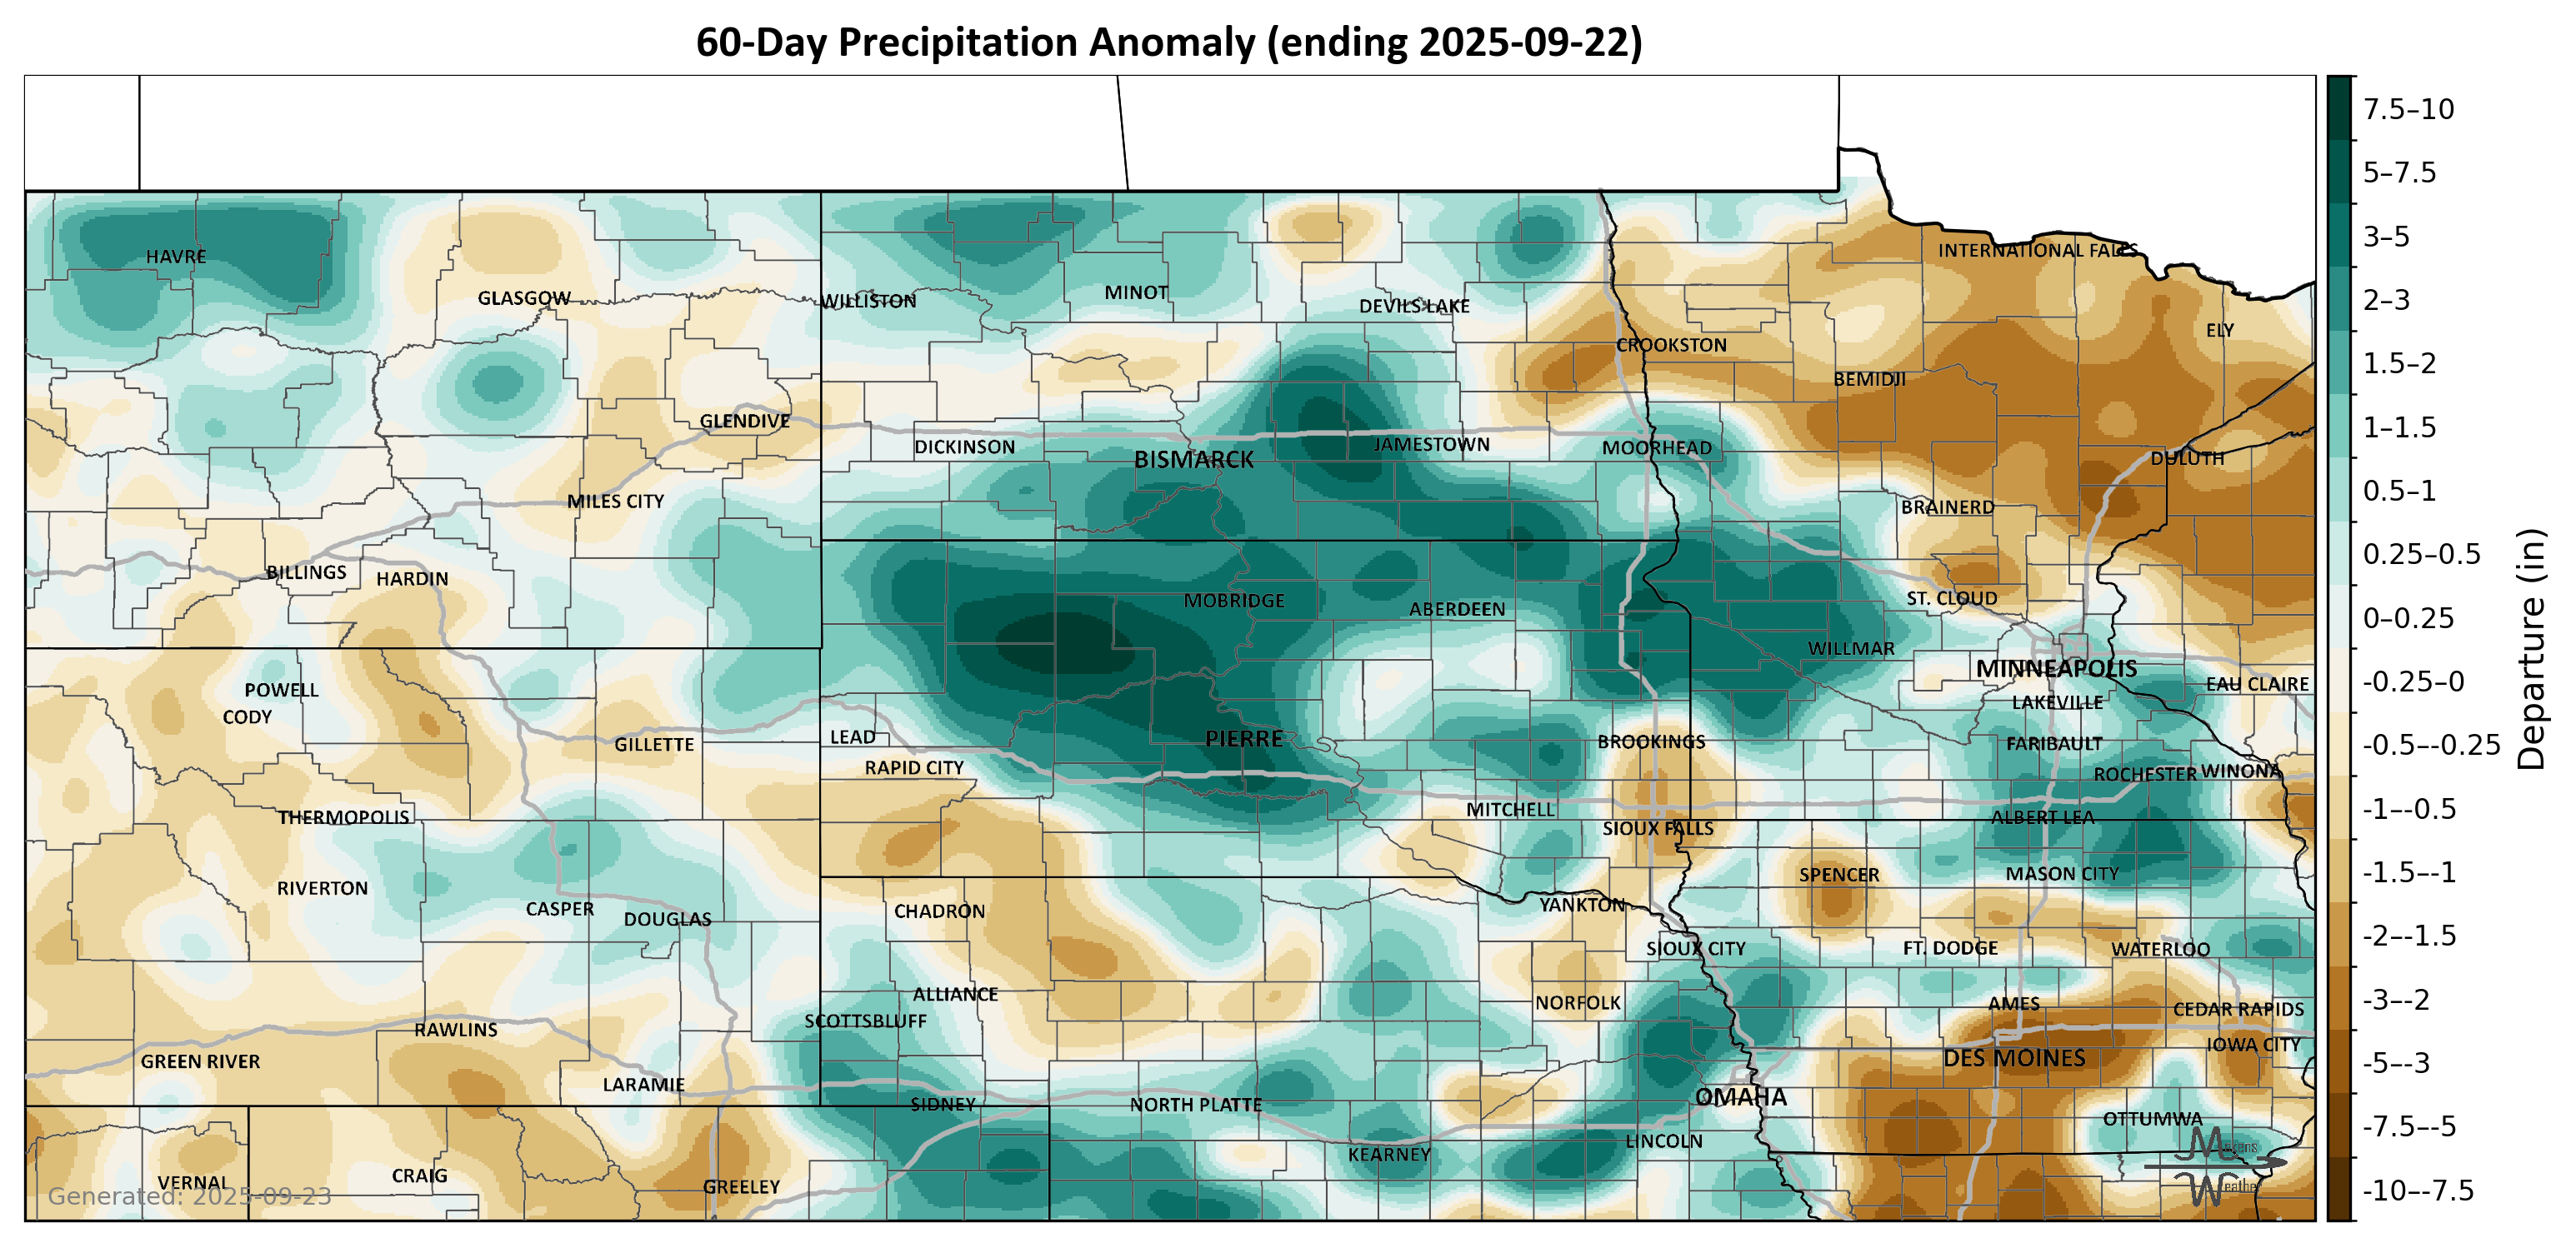 60-Day Precipitation Anomaly (ending 2025-09-22)
7.5–10
5–7.5
3–5
2–3
1.5–2
1–1.5
0.5–1
0.25–0.5
0–0.25
-0.25–0
-0.5–-0.25
-1–-0.5
-1.5–-1
-2–-1.5
-3–-2
-5–-3
-7.5–-5
-10–-7.5
Departure (in)
INTERNATIONAL FALLS
HAVRE
GLASGOW
WILLISTON
MINOT
DEVILS LAKE
ELY
CROOKSTON
BEMIDJI
GLENDIVE
DICKINSON
BISMARCK
JAMESTOWN
MOORHEAD
DULUTH
MILES CITY
BRAINERD
BILLINGS
HARDIN
MOBRIDGE
ABERDEEN
ST. CLOUD
WILLMAR
MINNEAPOLIS
EAU CLAIRE
POWELL
CODY
LAKEVILLE
GILLETTE
LEAD
PIERRE
BROOKINGS
FARIBAULT
RAPID CITY
ROCHESTER
WINONA
THERMOPOLIS
MITCHELL
SIOUX FALLS
ALBERT LEA
RIVERTON
SPENCER
MASON CITY
CASPER
DOUGLAS
CHADRON
YANKTON
SIOUX CITY
FT. DODGE
WATERLOO
ALLIANCE
NORFOLK
AMES
CEDAR RAPIDS
SCOTTSBLUFF
RAWLINS
IOWA CITY
GREEN RIVER
DES MOINES
LARAMIE
SIDNEY
NORTH PLATTE
OMAHA
OTTUMWA
LINCOLN
KEARNEY
VERNAL
CRAIG
GREELEY
Generated: 2025-09-23
Mavens
Weather